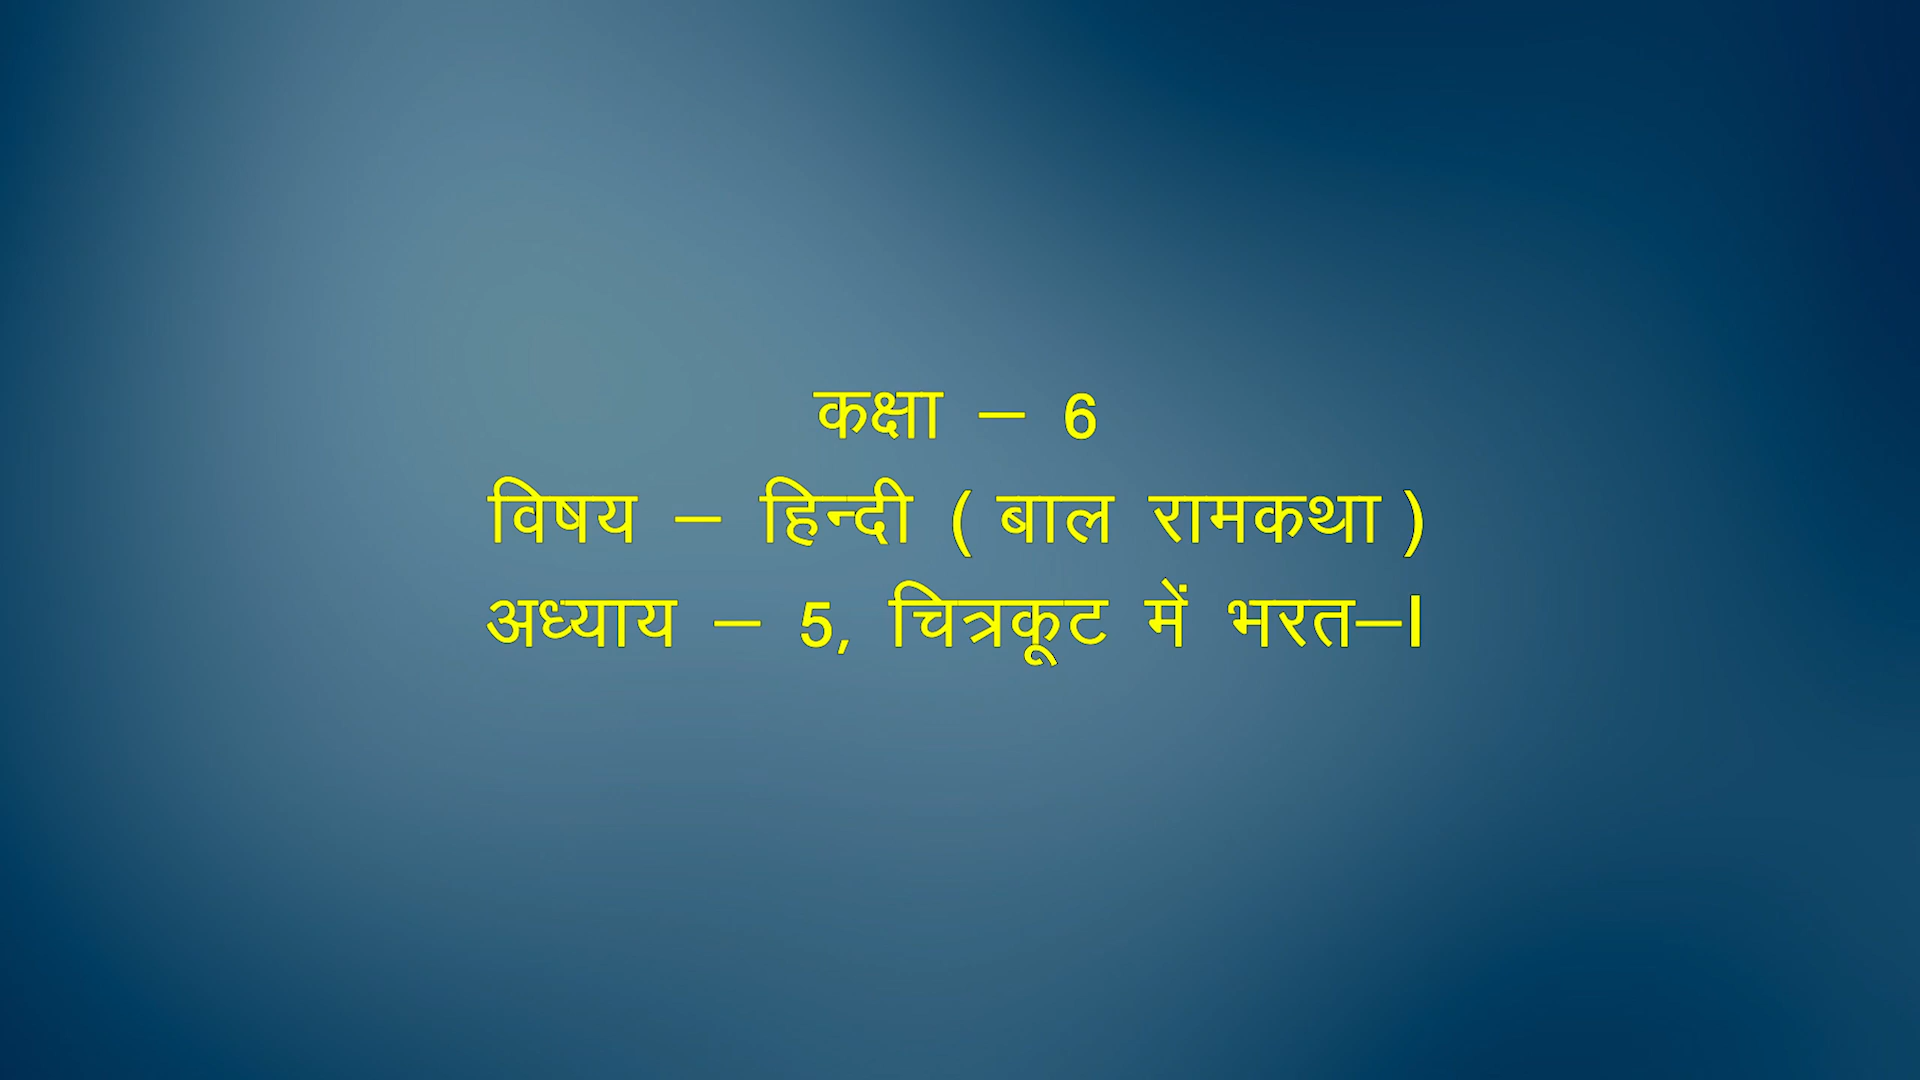 कक्षा – 6
विषय – हिन्दी ( बाल रामकथा )
अध्याय – 5, चित्रकूट में भरत–I